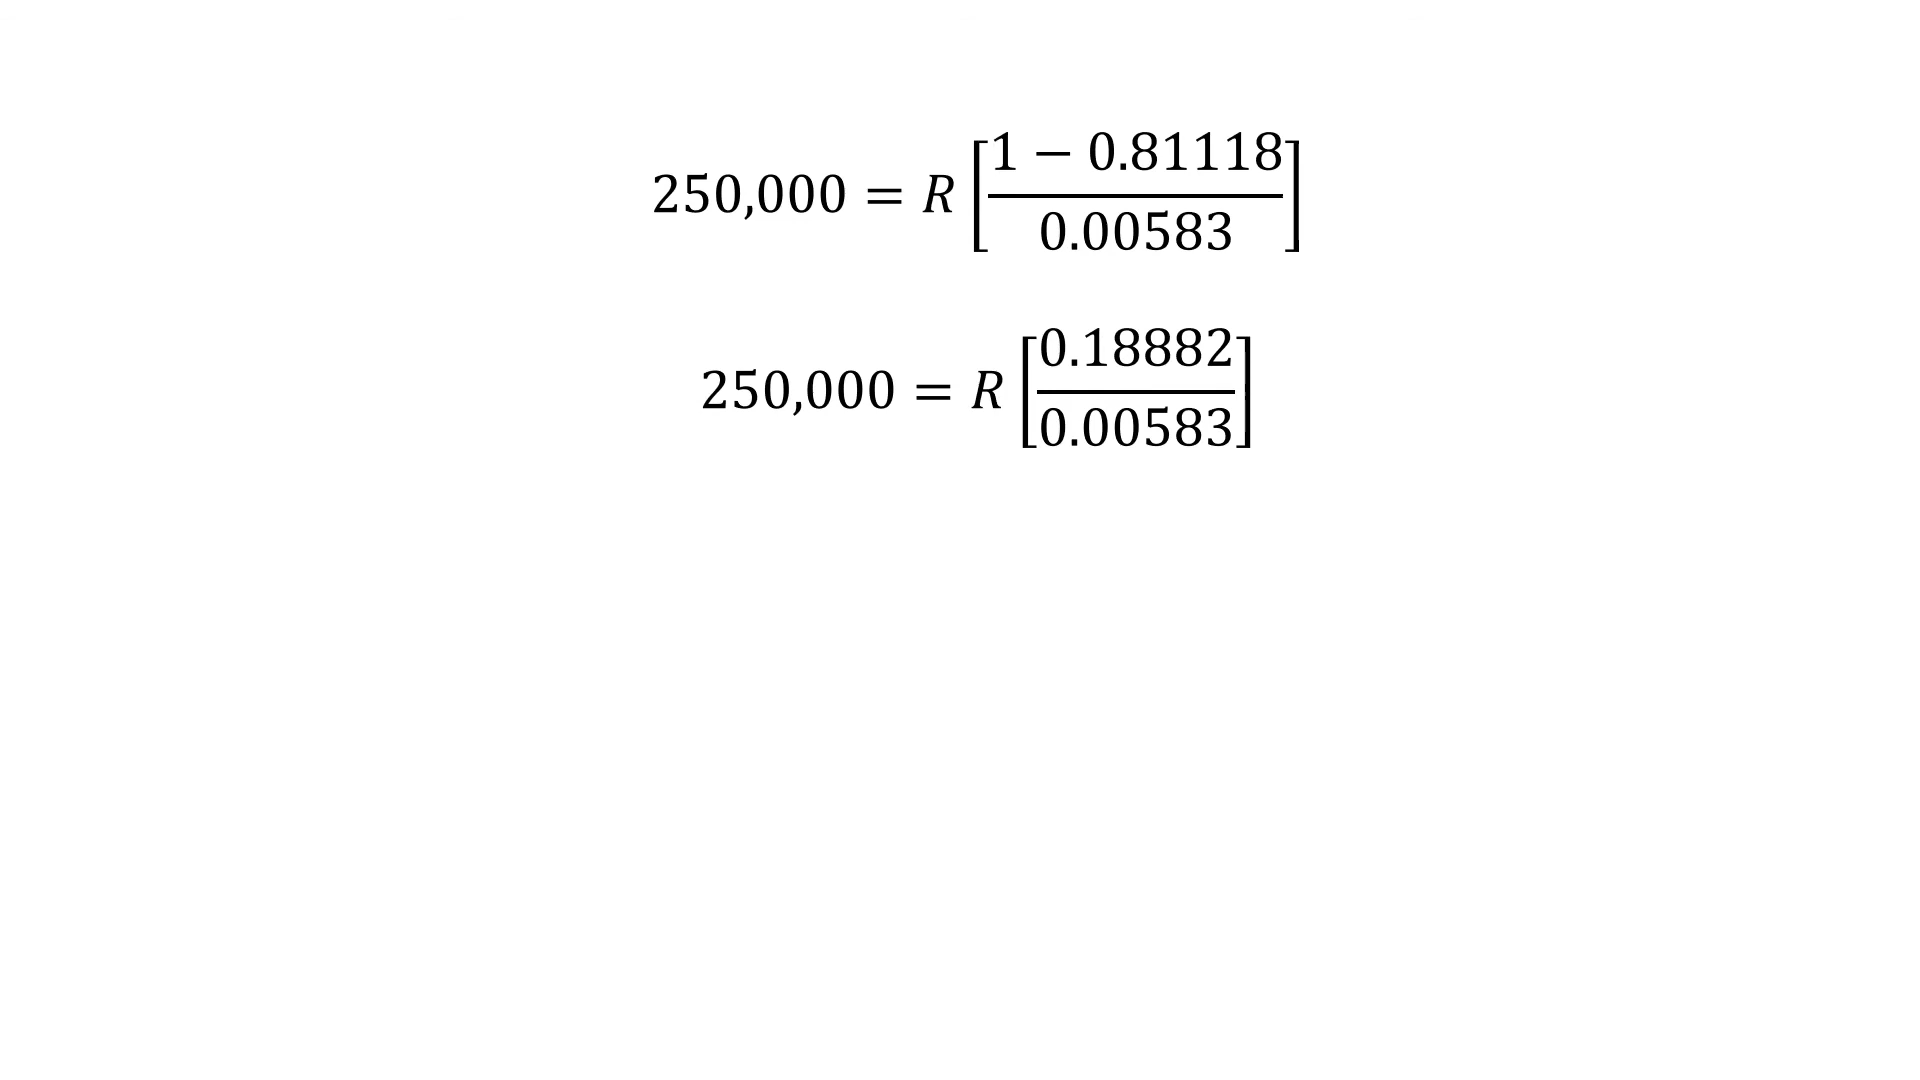 250,000 = R [1 − 0.81118 / 0.00583]
250,000 = R [0.18882 / 0.00583]